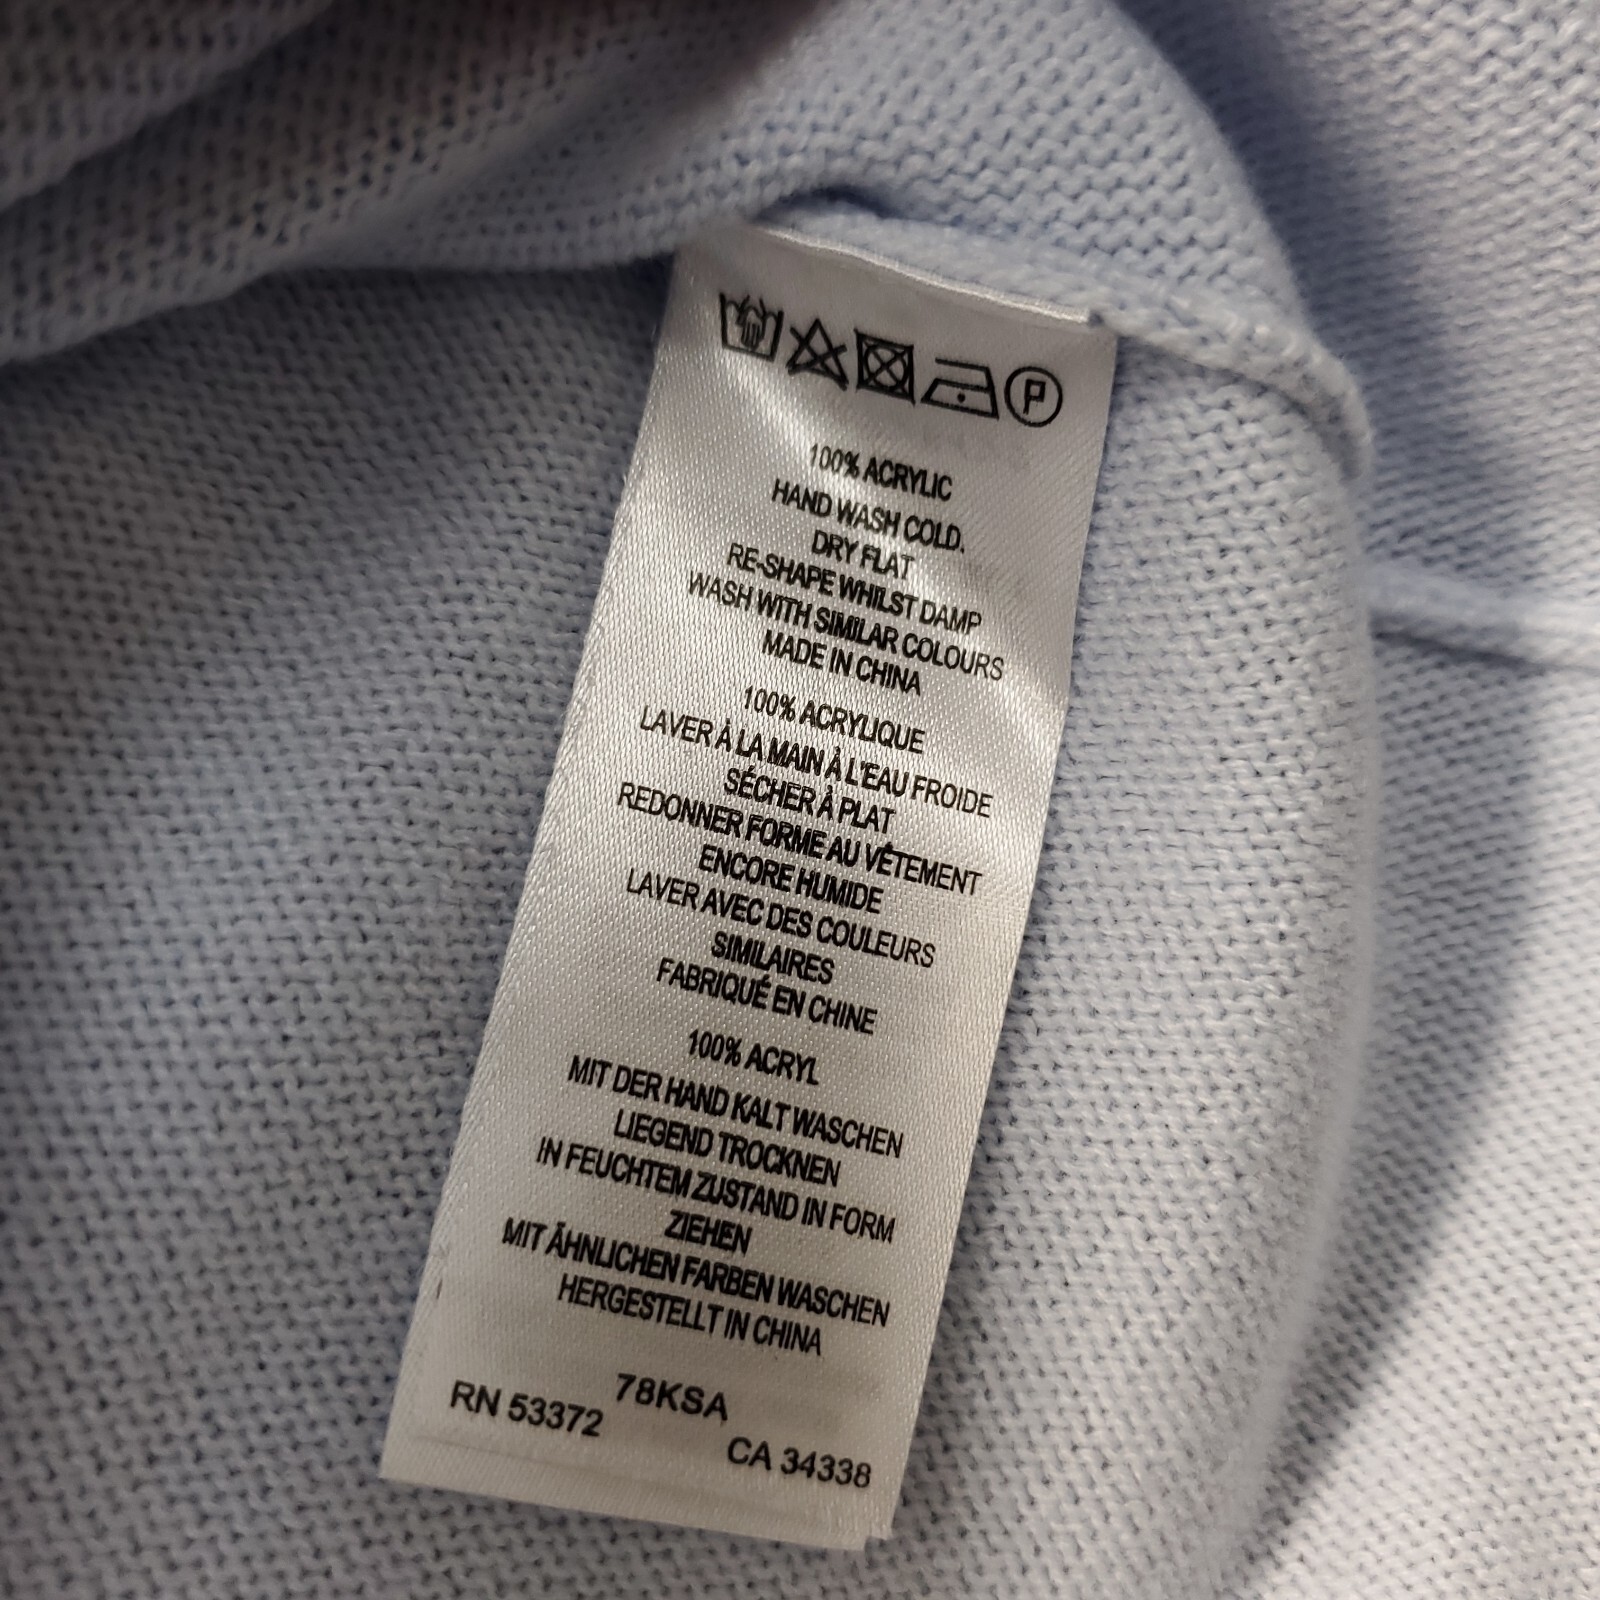 P
100% ACRYLIC
HAND WASH COLD.
DRY FLAT
RE-SHAPE WHILST DAMP
WASH WITH SIMILAR COLOURS
MADE IN CHINA
100% ACRYLIQUE
LAVER À LA MAIN À L'EAU FROIDE
SÉCHER À PLAT
REDONNER FORME AU VÊTEMENT
ENCORE HUMIDE
LAVER AVEC DES COULEURS
SIMILAIRES
FABRIQUÉ EN CHINE
100% ACRYL
MIT DER HAND KALT WASCHEN
LIEGEND TROCKNEN
IN FEUCHTEM ZUSTAND IN FORM
ZIEHEN
MIT ÄHNLICHEN FARBEN WASCHEN
HERGESTELLT IN CHINA
78KSA
RN 53372
CA 34338